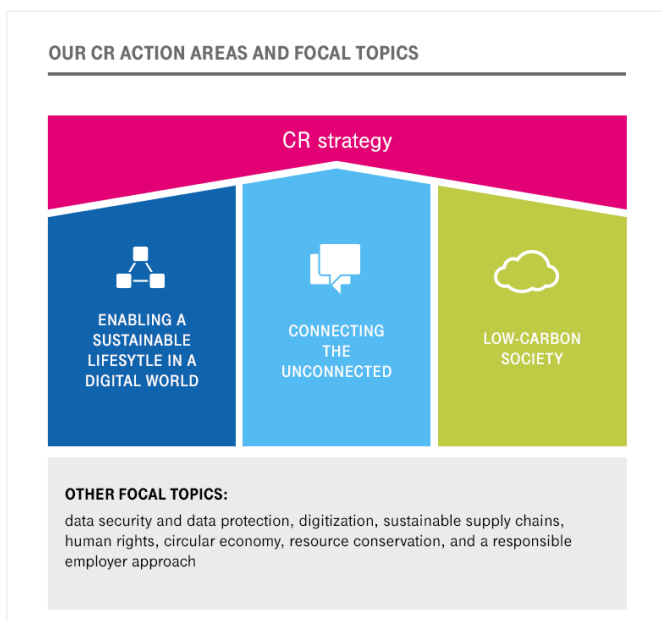 OUR CR ACTION AREAS AND FOCAL TOPICS
CR strategy
ENABLING A
SUSTAINABLE
LIFESYTLE IN A
DIGITAL WORLD
CONNECTING
THE
UNCONNECTED
LOW-CARBON
SOCIETY
OTHER FOCAL TOPICS:
data security and data protection, digitization, sustainable supply chains,
human rights, circular economy, resource conservation, and a responsible
employer approach